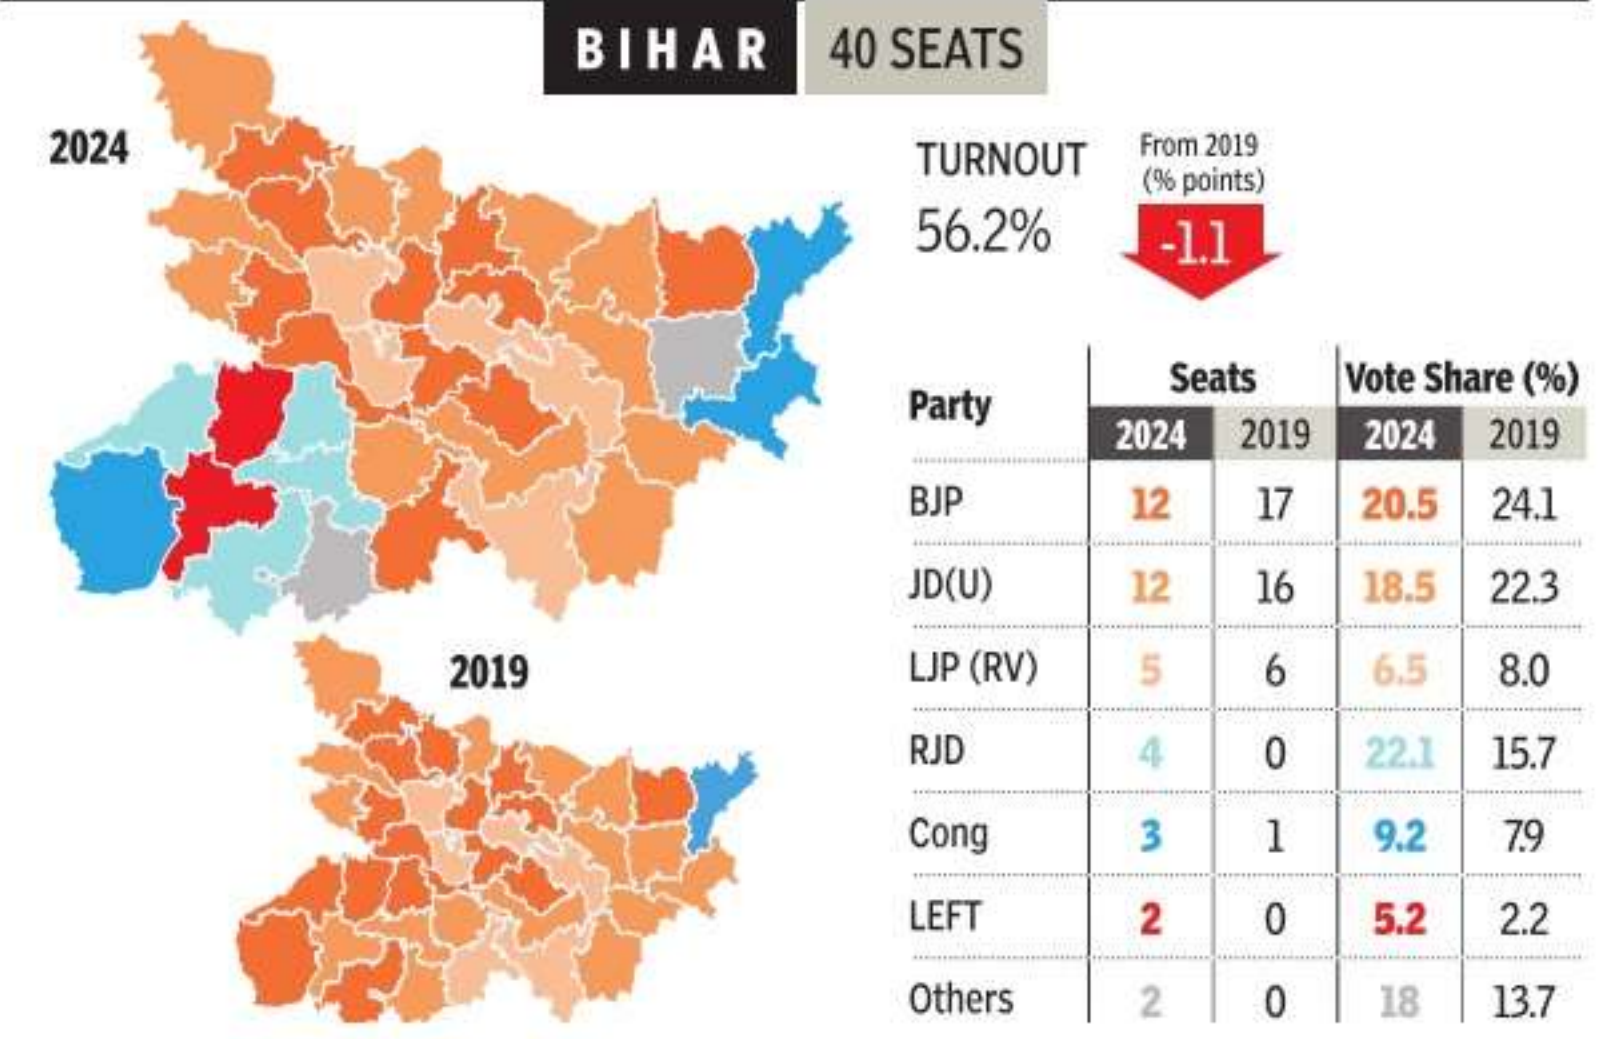 BIHAR 40 SEATS
2024
TURNOUT
56.2%
From 2019
(% points)
-1.1
Party Seats Vote Share (%)
2024 2019 2024 2019
BJP 12 17 20.5 24.1
JD(U) 12 16 18.5 22.3
LJP (RV) 5 6 6.5 8.0
RJD 4 0 22.1 15.7
Cong 3 1 9.2 7.9
LEFT 2 0 5.2 2.2
Others 2 0 18 13.7
2019